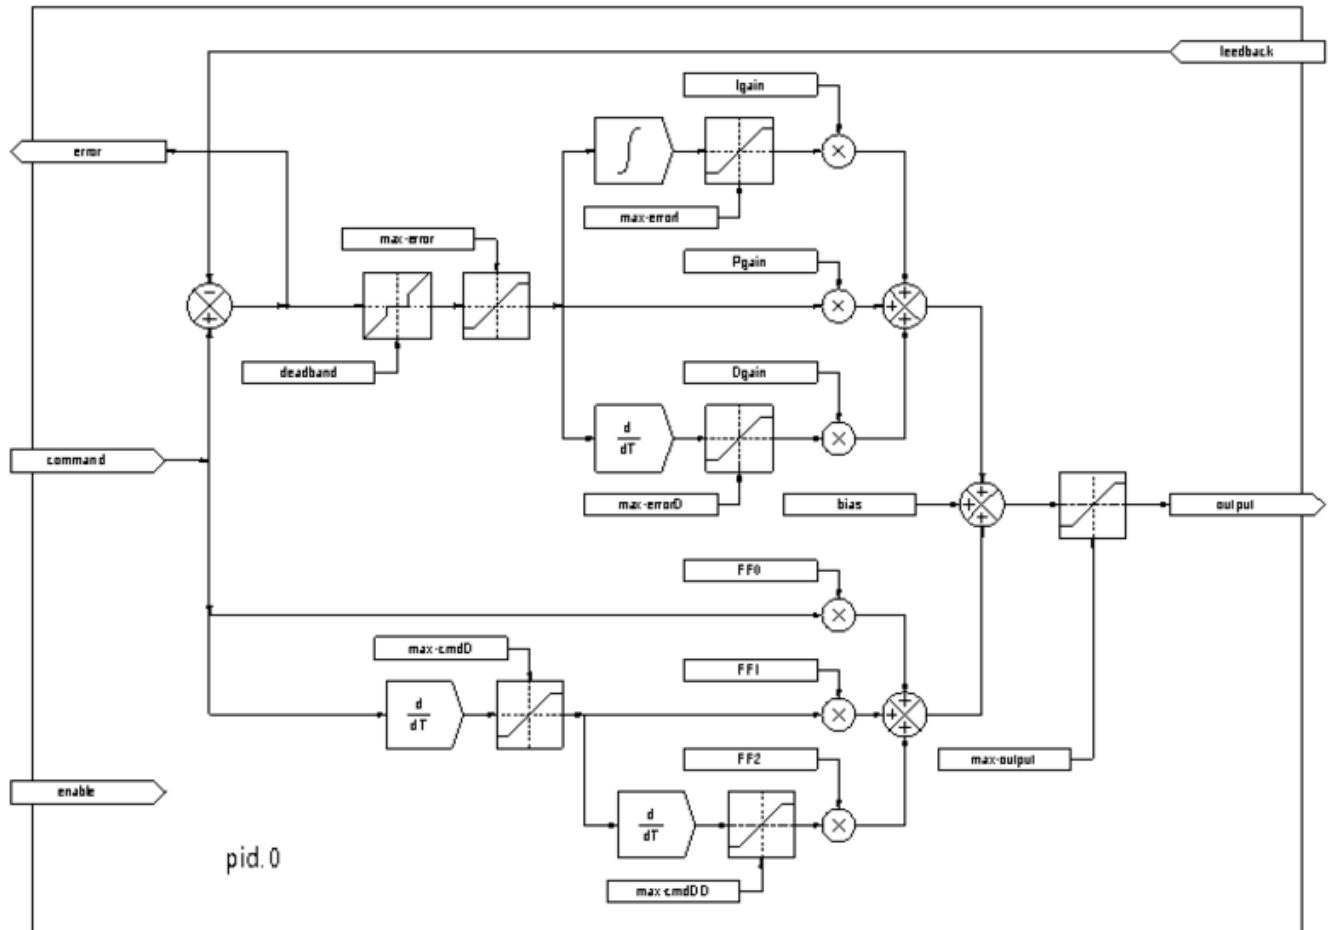 feedback
Igain
error
max-errorI
max-error
Pgain
−
+
+
+
+
deadband
Dgain
d
dT
command
max-errorD
bias
+
+
+
output
FF0
max-cmdD
FF1
d
dT
+
+
+
FF2
max-output
enable
d
dT
pid.0
max-cmdDD